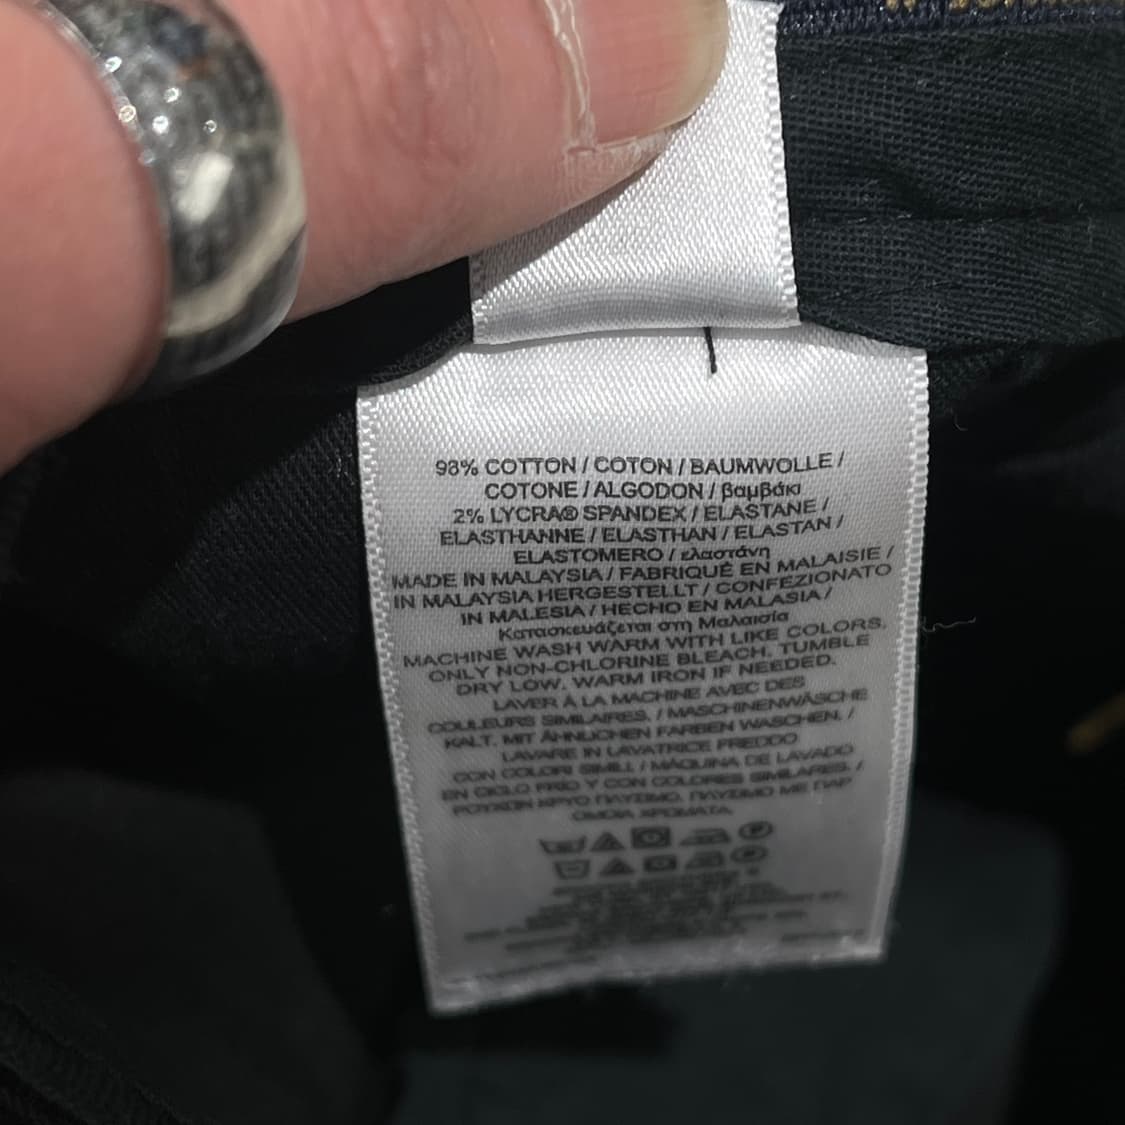 98% COTTON / COTON / BAUMWOLLE /
COTONE / ALGODON / βαμβάκι
2% LYCRA® SPANDEX / ELASTANE /
ELASTHANNE / ELASTHAN / ELASTAN /
ELASTOMERO / ελαστάνη
MADE IN MALAYSIA / FABRIQUÉ EN MALAISIE /
IN MALAYSIA HERGESTELLT / CONFEZIONATO
IN MALESIA / HECHO EN MALASIA /
Κατασκευάζεται στη Μαλαισία
MACHINE WASH WARM WITH LIKE COLORS.
ONLY NON-CHLORINE BLEACH. TUMBLE
DRY LOW. WARM IRON IF NEEDED.
LAVER À LA MACHINE AVEC DES
COULEURS SIMILAIRES. / MASCHINENWÄSCHE
KALT. MIT ÄHNLICHEN FARBEN WASCHEN. /
LAVARE IN LAVATRICE FREDDO
CON COLORI SIMILI / MÁQUINA DE LAVADO
EN CICLO FRÍO Y CON COLORES SIMILARES. /
ΡΟΥΧΩΝ ΚΡΥΟ ΠΛΥΣΙΜΟ. ΠΛΥΣΙΜΟ ΜΕ ΠΑΡ
ΟΜΟΙΑ ΧΡΩΜΑΤΑ.